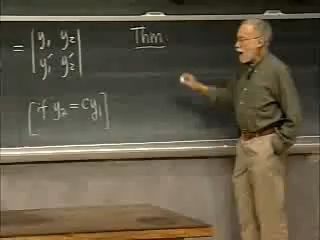 = | y₁ y₂ |
| y₁' y₂' |
Thm.
[if y₂ = cy₁]